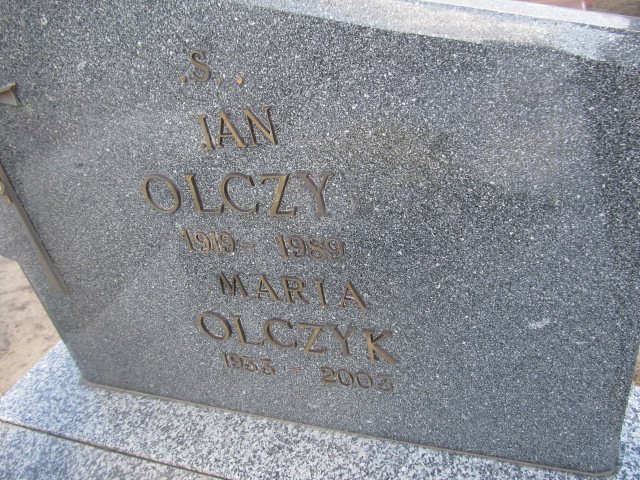 .S. .
JAN
OLCZY
1919 - 1989
MARIA
OLCZYK
1933 - 2003